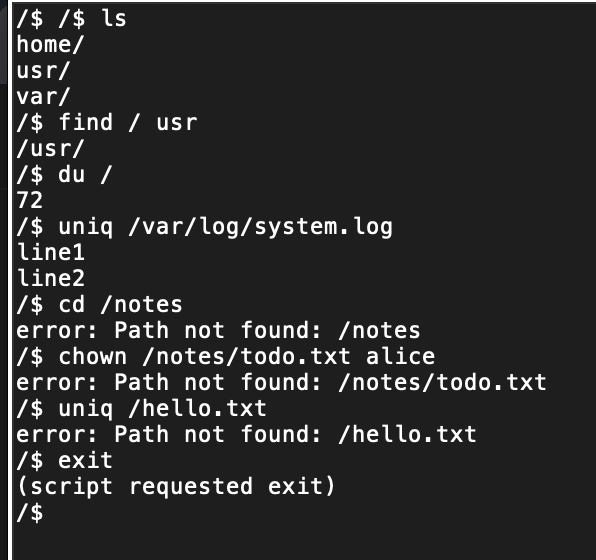 /$ /$ ls
home/
usr/
var/
/$ find / usr
/usr/
/$ du /
72
/$ uniq /var/log/system.log
line1
line2
/$ cd /notes
error: Path not found: /notes
/$ chown /notes/todo.txt alice
error: Path not found: /notes/todo.txt
/$ uniq /hello.txt
error: Path not found: /hello.txt
/$ exit
(script requested exit)
/$